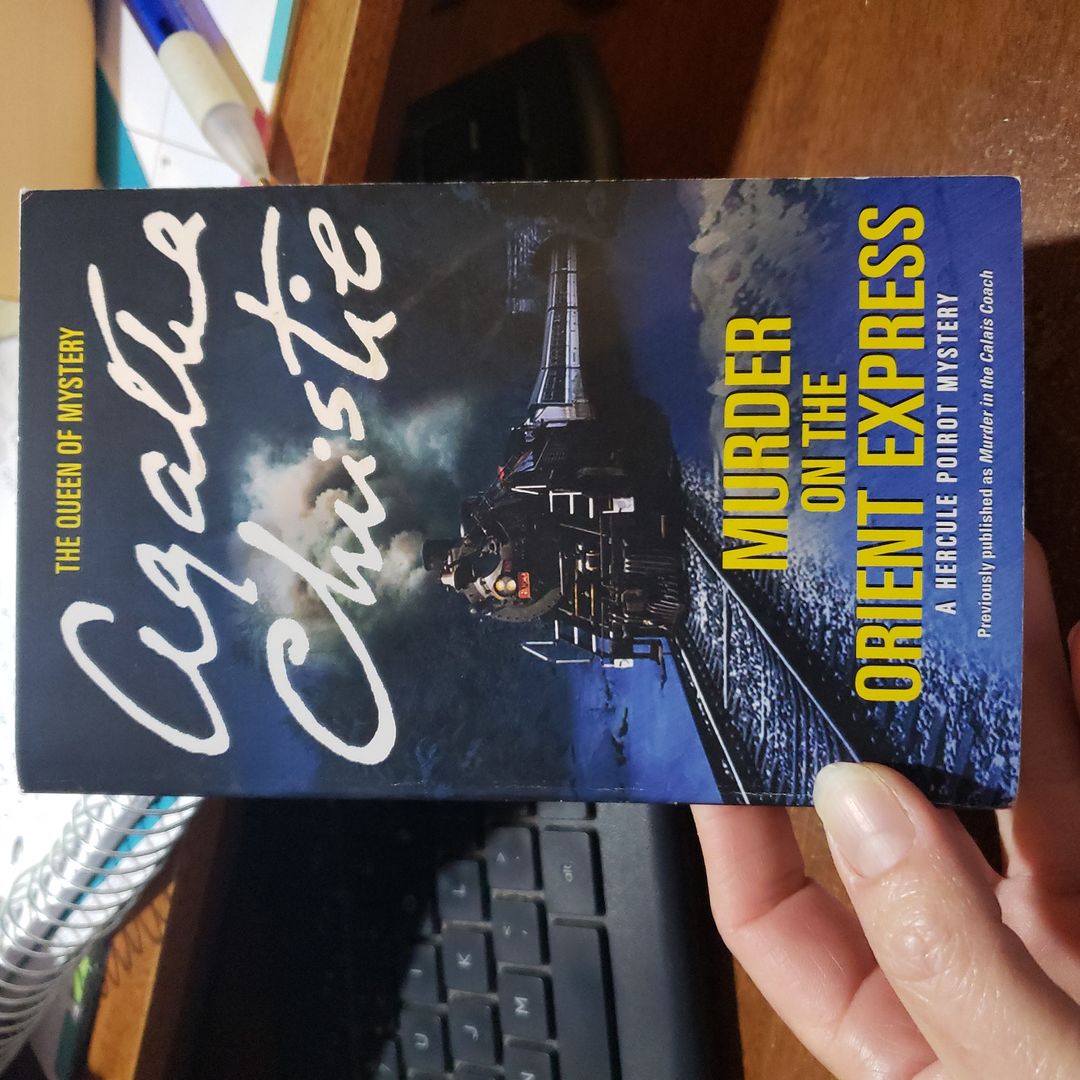 THE QUEEN OF MYSTERY
Agatha
Christie
MURDER
ON THE
ORIENT EXPRESS
A HERCULE POIROT MYSTERY
Previously published as Murder in the Calais Coach
alt
L
K
J
U
M
N